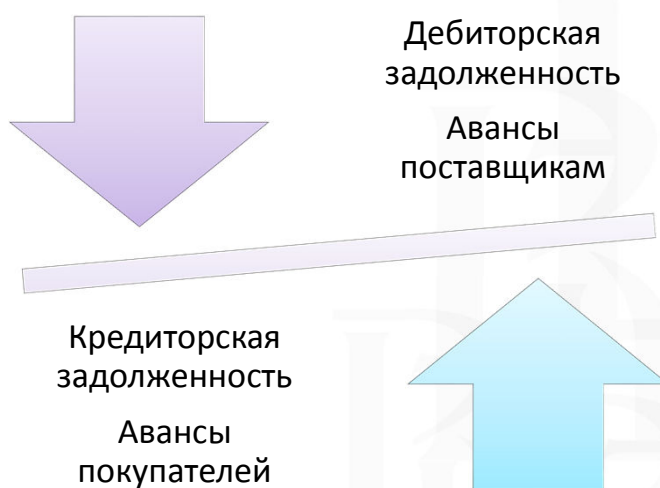 Дебиторская
задолженность
Авансы
поставщикам
Кредиторская
задолженность
Авансы
покупателей